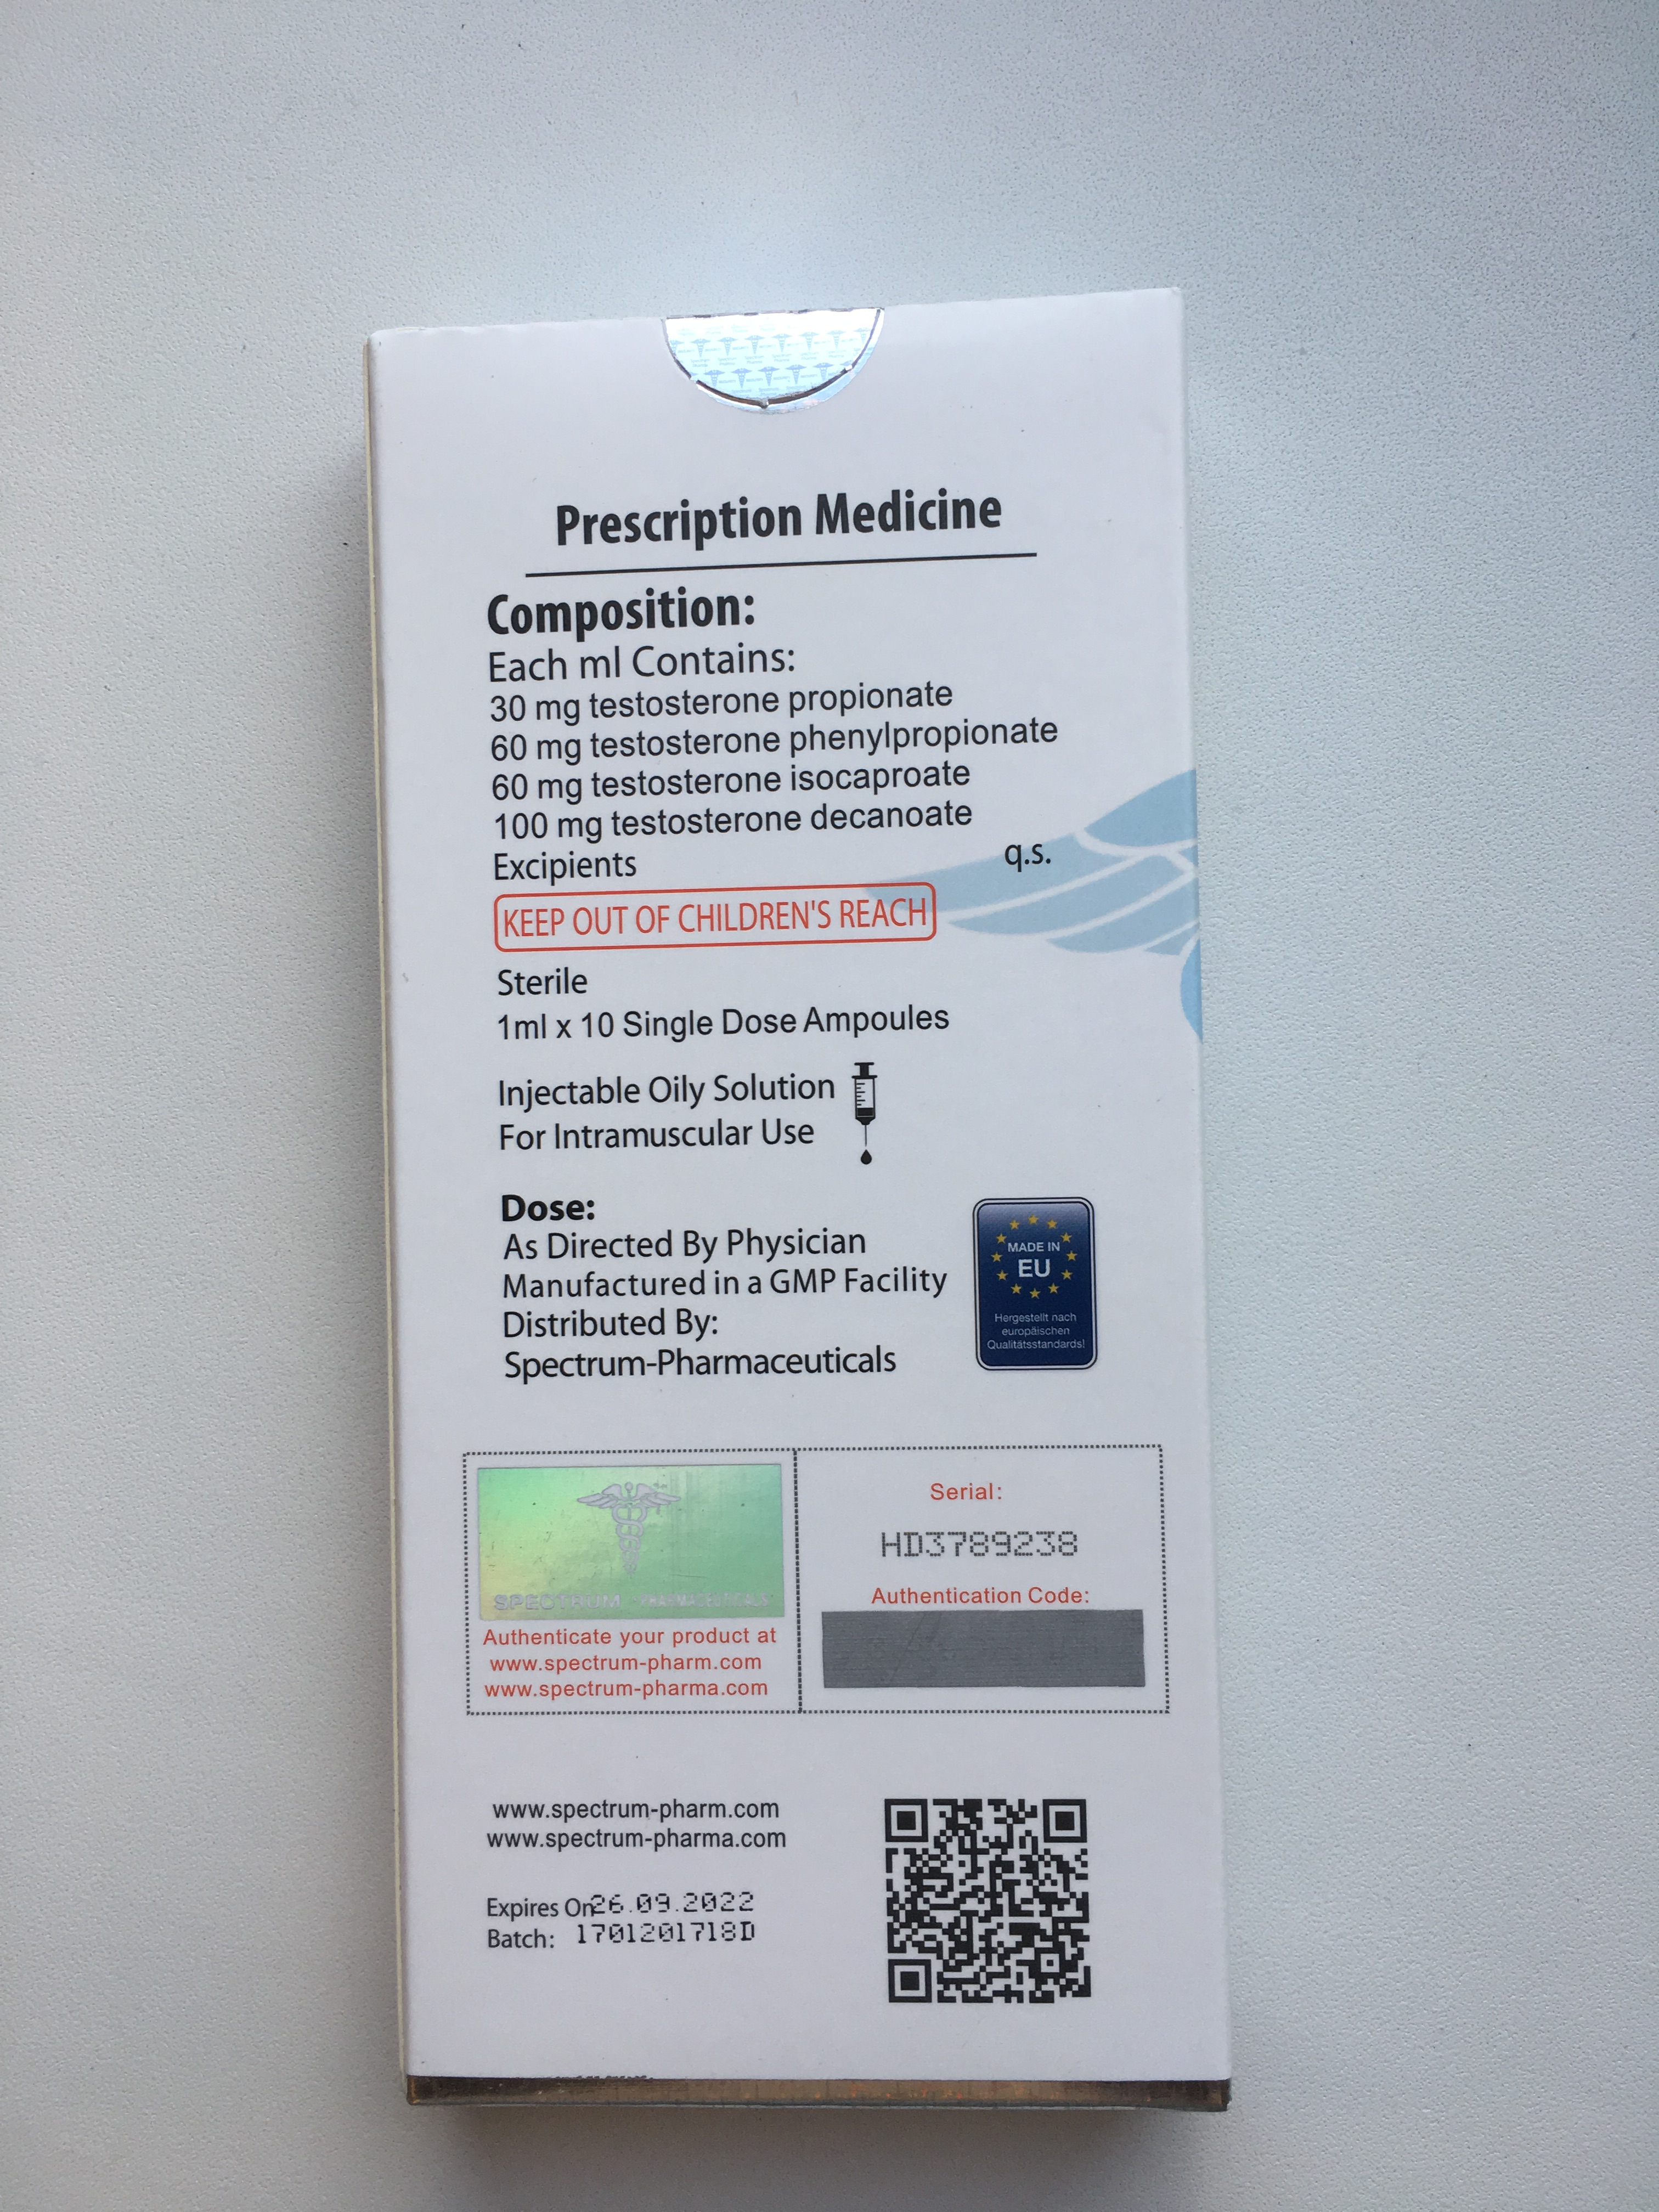 Prescription Medicine
Composition:
Each ml Contains:
30 mg testosterone propionate
60 mg testosterone phenylpropionate
60 mg testosterone isocaproate
100 mg testosterone decanoate
Excipients q.s.
KEEP OUT OF CHILDREN'S REACH
Sterile
1ml x 10 Single Dose Ampoules
Injectable Oily Solution
For Intramuscular Use
Dose:
As Directed By Physician
Manufactured in a GMP Facility
Distributed By:
Spectrum-Pharmaceuticals
MADE IN
EU
Hergestellt nach
europäischen
Qualitätsstandards!
SPECTRUM PHARMACEUTICALS
Authenticate your product at
www.spectrum-pharm.com
www.spectrum-pharma.com
Serial:
HD3789238
Authentication Code:
www.spectrum-pharm.com
www.spectrum-pharma.com
Expires On 26.09.2022
Batch: 1701201718D